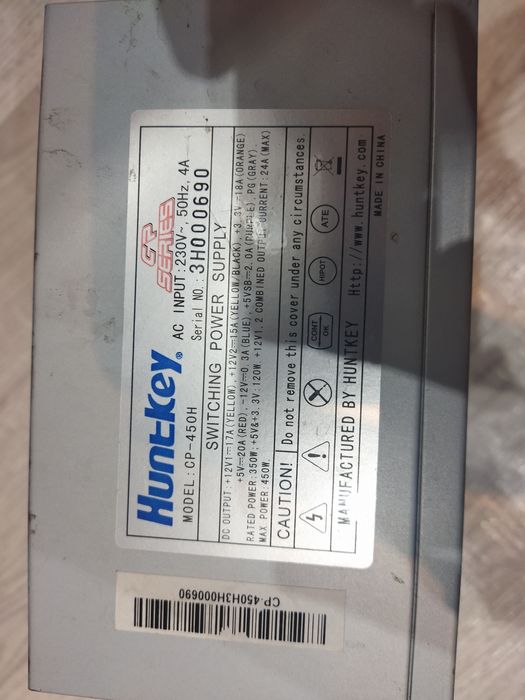 Huntkey®
CP
SERIES
MODEL: CP-450H
AC INPUT: 230V~, 50Hz, 4A
Serial NO.: 3H000690
SWITCHING POWER SUPPLY
DC OUTPUT: +12V1⎓17A(YELLOW), +12V2⎓15A(YELLOW/BLACK), +3.3V⎓18A(ORANGE)
+5V⎓20A(RED), -12V⎓0.3A(BLUE), +5VSB⎓2.0A(PURPLE), PG(GRAY).
RATED POWER:350W; +5V&+3.3V:120W, +12V1,2 COMBINED OUTPUT CURRENT:24A(MAX)
MAX POWER:450W.
CAUTION! Do not remove this cover under any circumstances.
CONT OK HIPOT ATE
MANUFACTURED BY HUNTKEY Http://www.huntkey.com
MADE IN CHINA
CP-450H3H000690